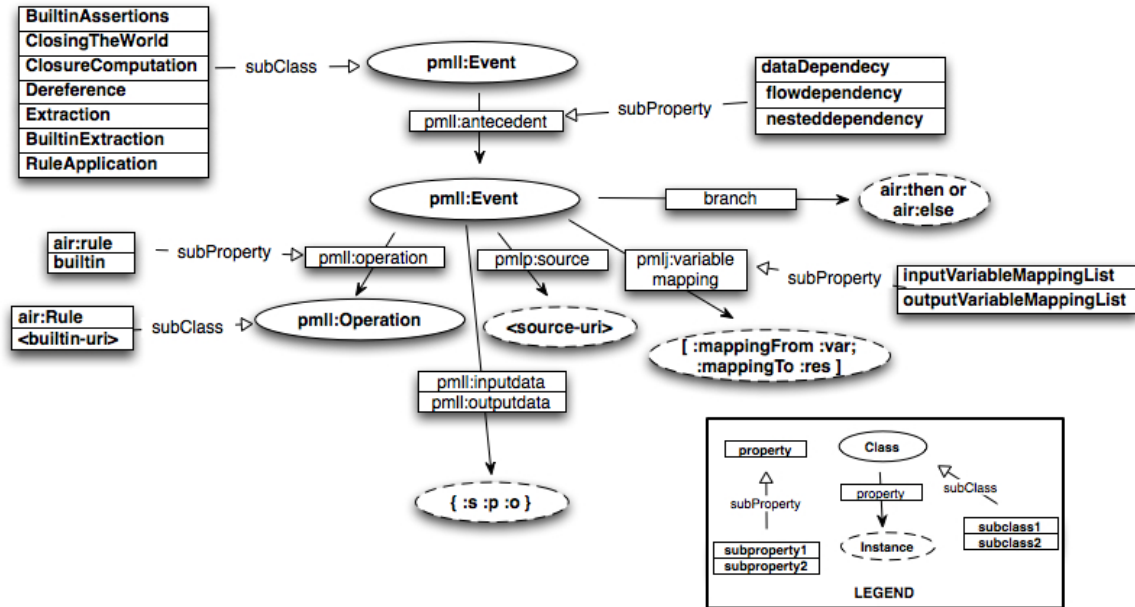 BuiltinAssertions
ClosingTheWorld
ClosureComputation
Dereference
Extraction
BuiltinExtraction
RuleApplication
subClass
pmll:Event
dataDependecy
flowdependency
nesteddependency
subProperty
pmll:antecedent
pmll:Event
branch
air:then or
air:else
air:rule
builtin
subProperty
pmll:operation
pmlp:source
pmlj:variable
mapping
subProperty
inputVariableMappingList
outputVariableMappingList
air:Rule
<builtin-uri>
subClass
pmll:Operation
<source-uri>
[ :mappingFrom :var;
:mappingTo :res ]
pmll:inputdata
pmll:outputdata
{ :s :p :o }
property
Class
subProperty
property
subClass
subproperty1
subproperty2
Instance
subclass1
subclass2
LEGEND